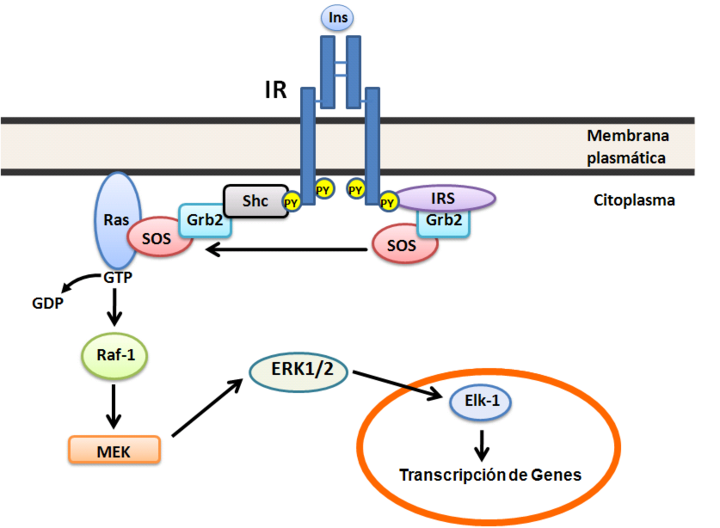 Ins
IR
Membrana
plasmática
Citoplasma
PY
PY
PY
PY
Shc
IRS
Grb2
Grb2
Ras
SOS
SOS
GTP
GDP
Raf-1
ERK1/2
Elk-1
MEK
Transcripción de Genes